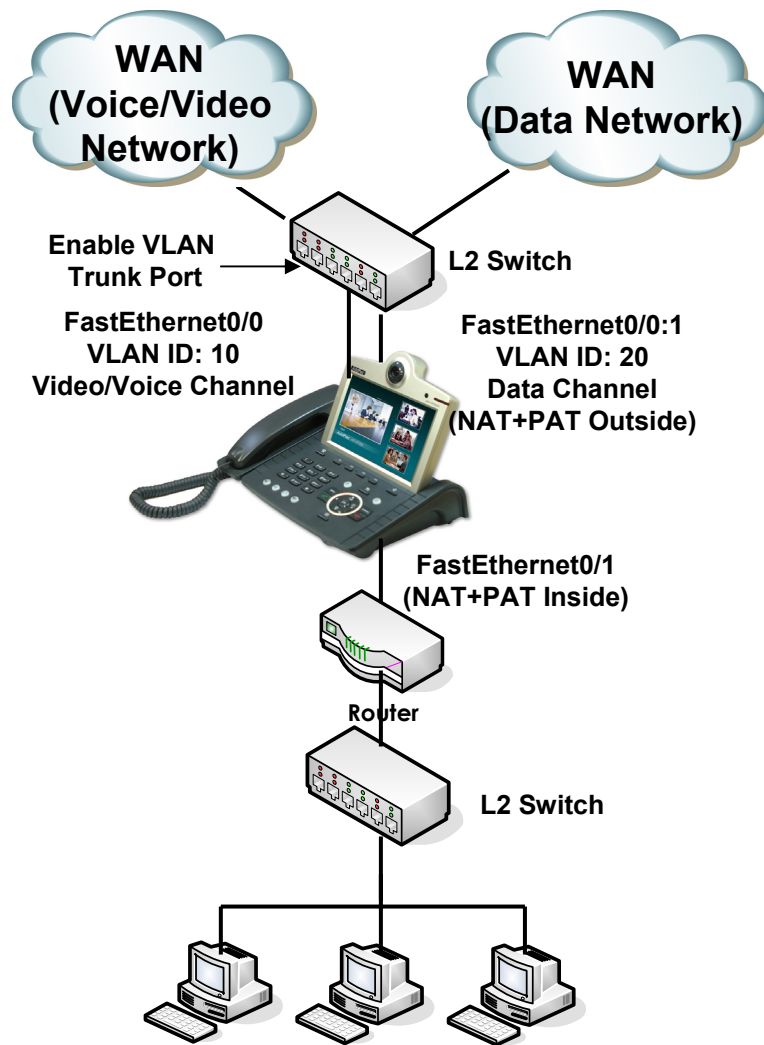 WAN
(Voice/Video
Network)
WAN
(Data Network)
Enable VLAN
Trunk Port
L2 Switch
FastEthernet0/0
VLAN ID: 10
Video/Voice Channel
FastEthernet0/0:1
VLAN ID: 20
Data Channel
(NAT+PAT Outside)
FastEthernet0/1
(NAT+PAT Inside)
Router
L2 Switch